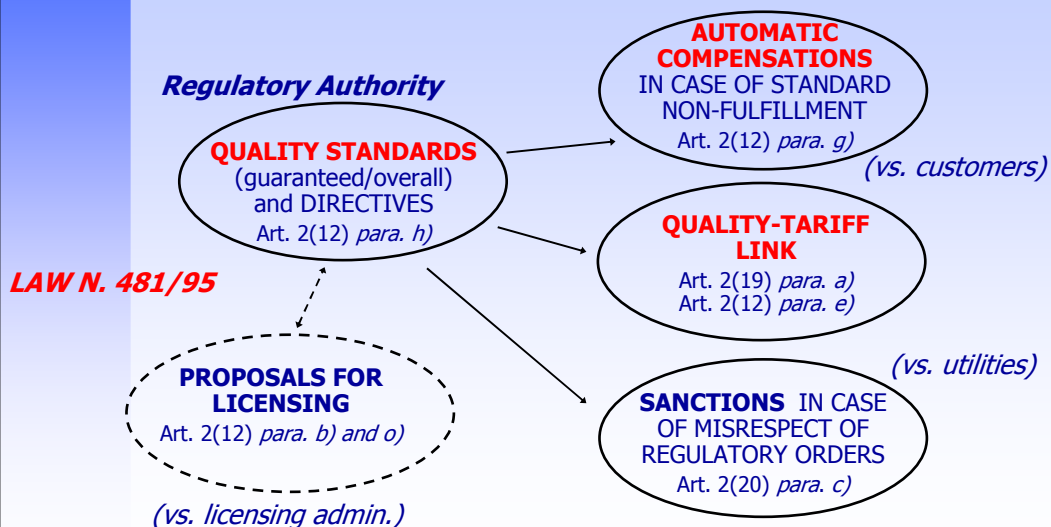 AUTOMATIC
COMPENSATIONS
IN CASE OF STANDARD
NON-FULFILLMENT
Art. 2(12) para. g)
(vs. customers)
Regulatory Authority
QUALITY STANDARDS
(guaranteed/overall)
and DIRECTIVES
Art. 2(12) para. h)
QUALITY-TARIFF
LINK
Art. 2(19) para. a)
Art. 2(12) para. e)
(vs. utilities)
LAW N. 481/95
PROPOSALS FOR
LICENSING
Art. 2(12) para. b) and o)
(vs. licensing admin.)
SANCTIONS IN CASE
OF MISRESPECT OF
REGULATORY ORDERS
Art. 2(20) para. c)